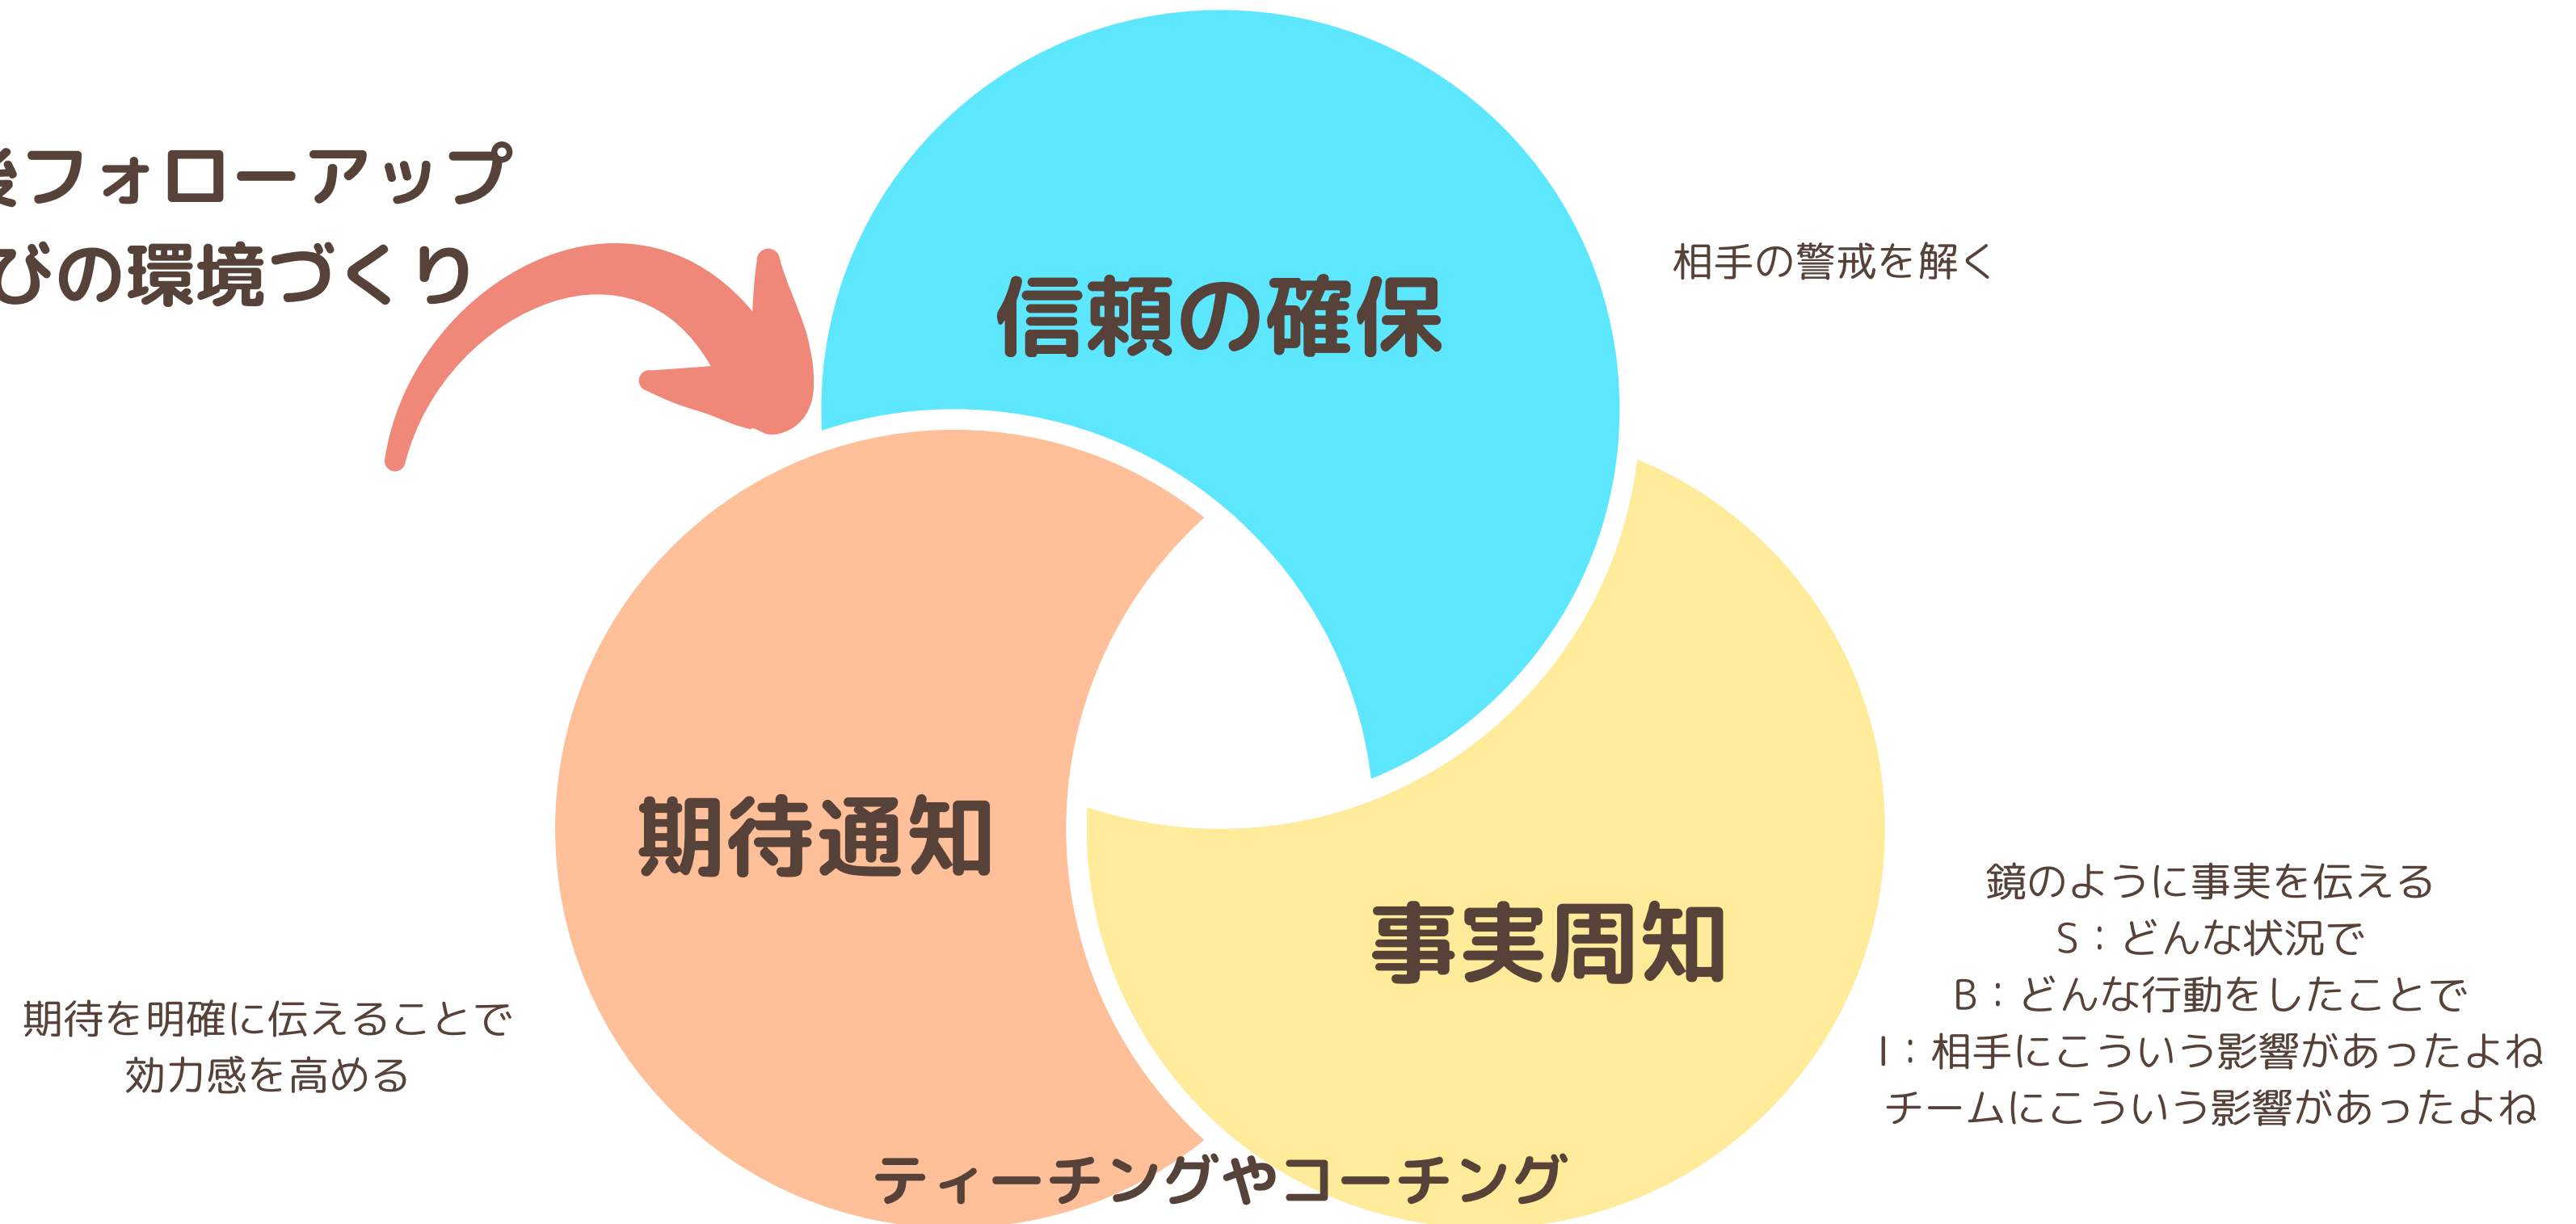 後フォローアップ
びの環境づくり
信頼の確保
相手の警戒を解く
期待通知
事実周知
鏡のように事実を伝える
S：どんな状況で
B：どんな行動をしたことで
I：相手にこういう影響があったよね
チームにこういう影響があったよね
期待を明確に伝えることで
効力感を高める
ティーチングやコーチング